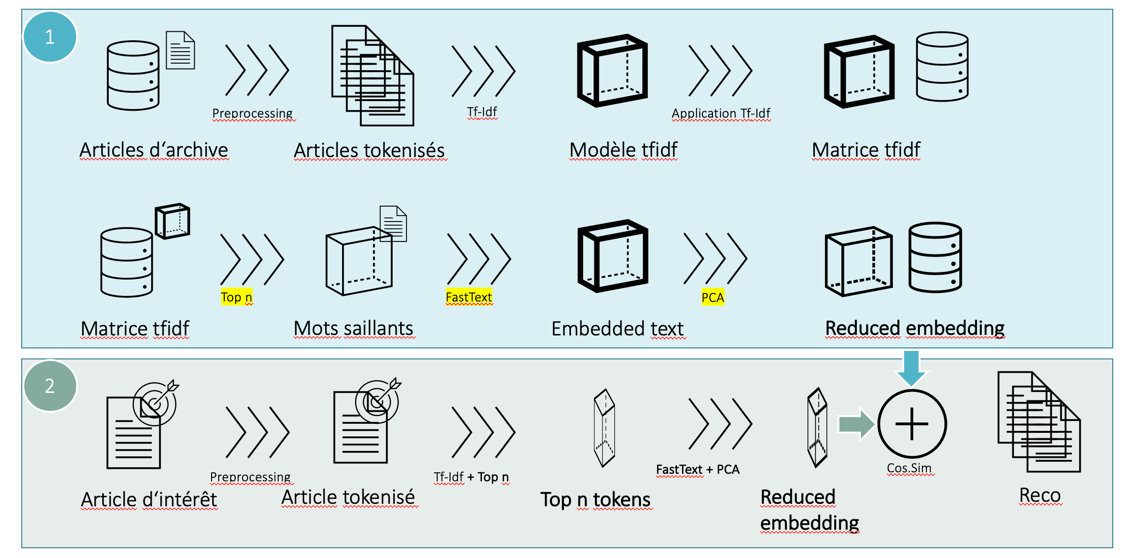 1
Preprocessing
Tf-Idf
Application Tf-Idf
Articles d'archive
Articles tokenisés
Modèle tfidf
Matrice tfidf
Top n
FastText
PCA
Matrice tfidf
Mots saillants
Embedded text
Reduced embedding
2
Preprocessing
Tf-Idf + Top n
FastText + PCA
Cos.Sim
Article d'intérêt
Article tokenisé
Top n tokens
Reduced
embedding
Reco